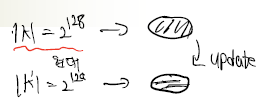 |K| = 2¹²⁸ →
update
|K'| = 2¹²⁸ →